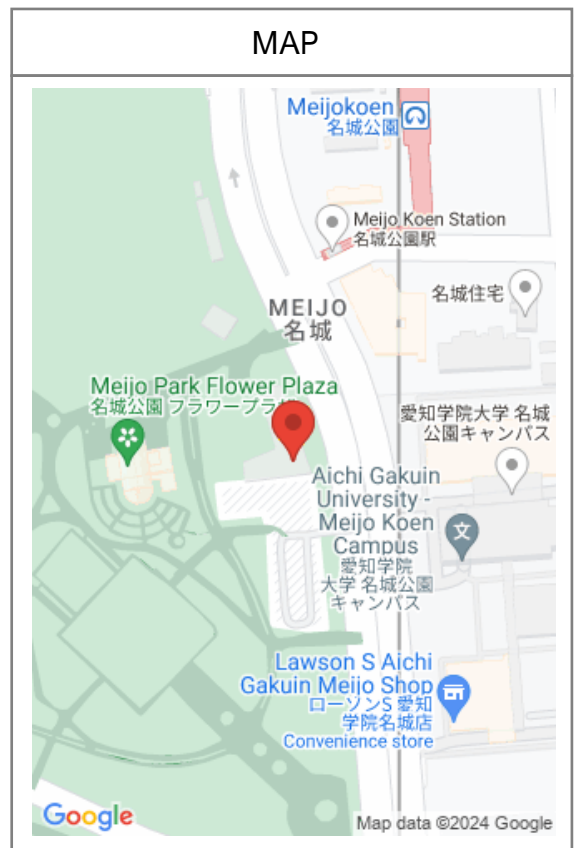 MAP
Meijokoen
名城公園
Meijo Koen Station
名城公園駅
名城住宅
MEIJO
名城
Meijo Park Flower Plaza
名城公園 フラワープラ
愛知学院大学 名城
公園キャンパス
Aichi Gakuin
University -
Meijo Koen
Campus
愛知学院
大学 名城公園
キャンパス
文
Lawson S Aichi
Gakuin Meijo Shop
ローソンS 愛知
学院名城店
Convenience store
Google
Map data ©2024 Google